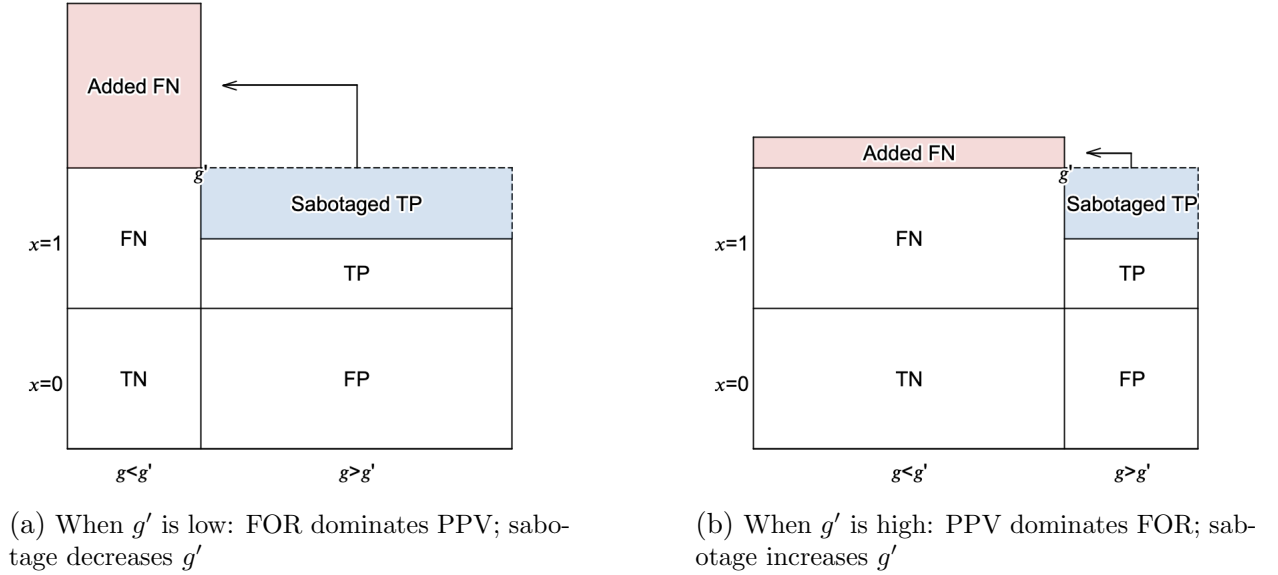 Added FN
g'
Sabotaged TP
x=1
FN
TP
x=0
TN
FP
g<g'
g>g'
(a) When g′ is low: FOR dominates PPV; sabo-
tage decreases g′
Added FN
g'
Sabotaged TP
x=1
FN
TP
x=0
TN
FP
g<g'
g>g'
(b) When g′ is high: PPV dominates FOR; sab-
otage increases g′